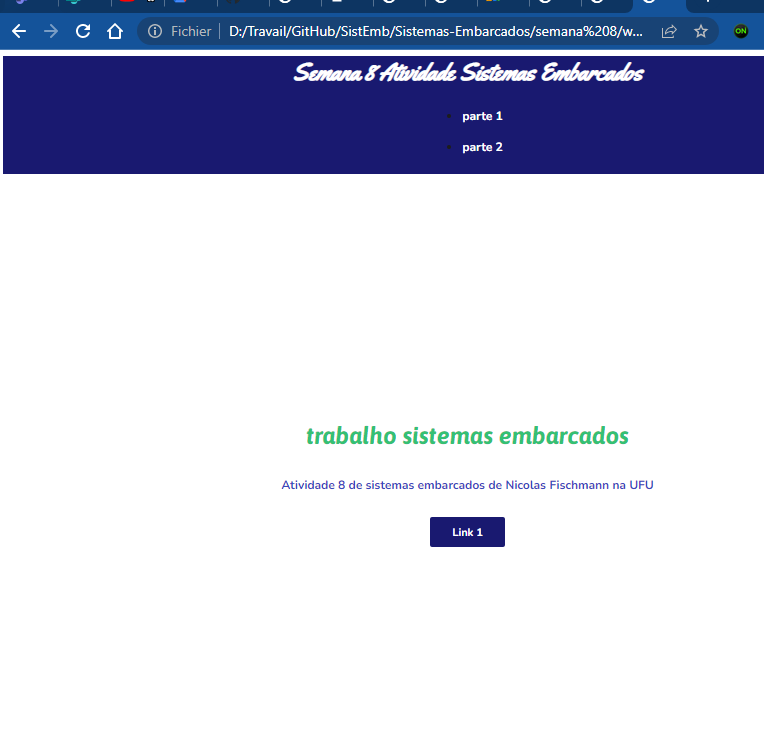 Fichier
D:/Travail/GitHub/SistEmb/Sistemas-Embarcados/semana%208/w...
ON
Semana 8 Atividade Sistemas Embarcados
parte 1
parte 2
trabalho sistemas embarcados
Atividade 8 de sistemas embarcados de Nicolas Fischmann na UFU
Link 1